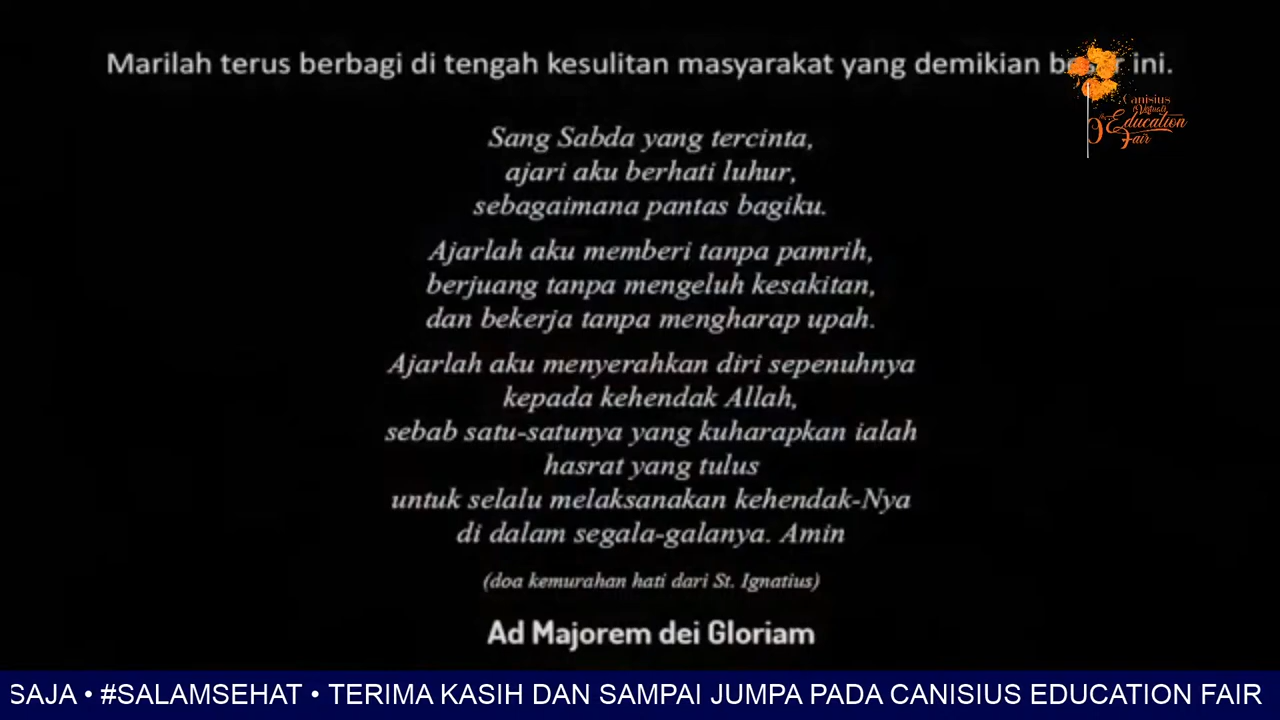 Marilah terus berbagi di tengah kesulitan masyarakat yang demikian besar ini.
Canisius
(Virtual)
Education
Fair
Sang Sabda yang tercinta,
ajari aku berhati luhur,
sebagaimana pantas bagiku.
Ajarlah aku memberi tanpa pamrih,
berjuang tanpa mengeluh kesakitan,
dan bekerja tanpa mengharap upah.
Ajarlah aku menyerahkan diri sepenuhnya
kepada kehendak Allah,
sebab satu-satunya yang kuharapkan ialah
hasrat yang tulus
untuk selalu melaksanakan kehendak-Nya
di dalam segala-galanya. Amin
(doa kemurahan hati dari St. Ignatius)
Ad Majorem dei Gloriam
SAJA • #SALAMSEHAT • TERIMA KASIH DAN SAMPAI JUMPA PADA CANISIUS EDUCATION FAIR